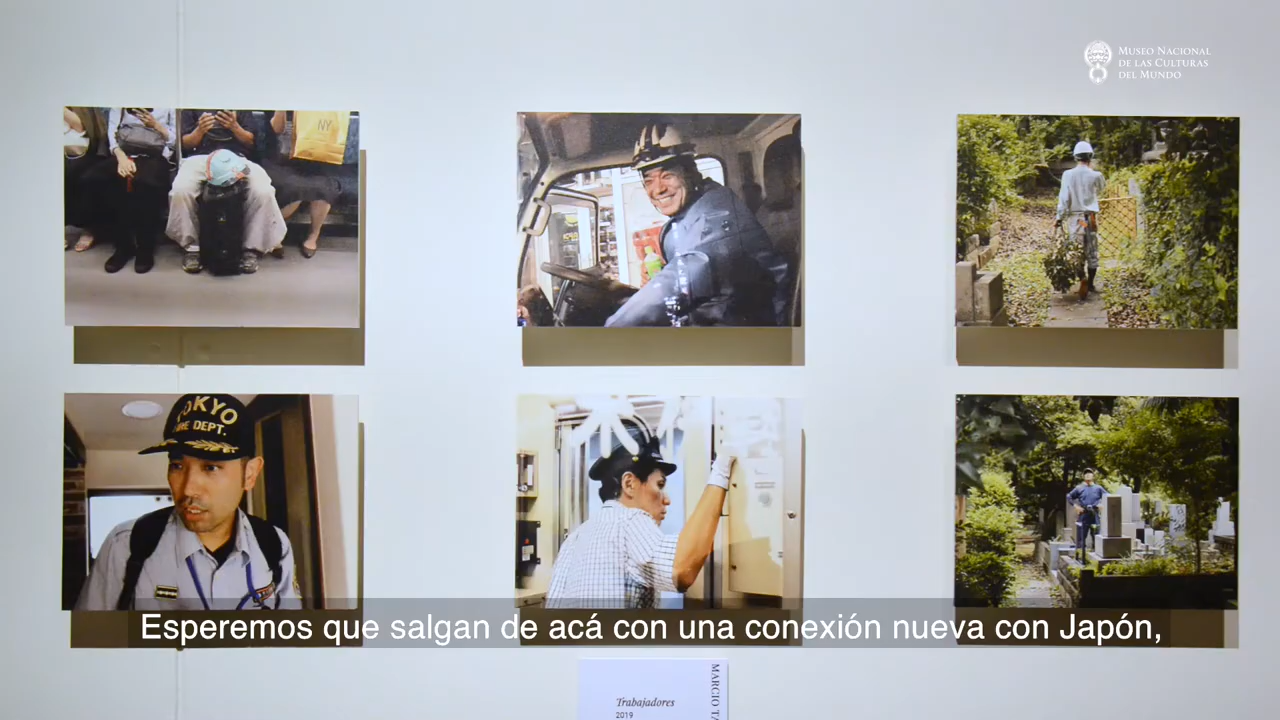 MUSEO NACIONAL
DE LAS CULTURAS
DEL MUNDO
NY
TOKYO
FIRE DEPT.
Esperemos que salgan de acá con una conexión nueva con Japón,
Trabajadores
2019
MARCIO